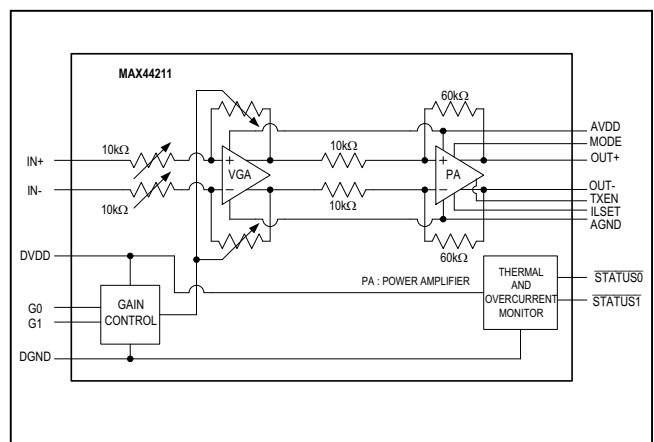 MAX44211
10kΩ
IN+
IN-
10kΩ
VGA
+
−
10kΩ
10kΩ
60kΩ
+
−
PA
60kΩ
AVDD
MODE
OUT+
OUT-
TXEN
ILSET
AGND
DVDD
G0
G1
DGND
GAIN
CONTROL
PA : POWER AMPLIFIER
THERMAL
AND
OVERCURRENT
MONITOR
STATUS0
STATUS1